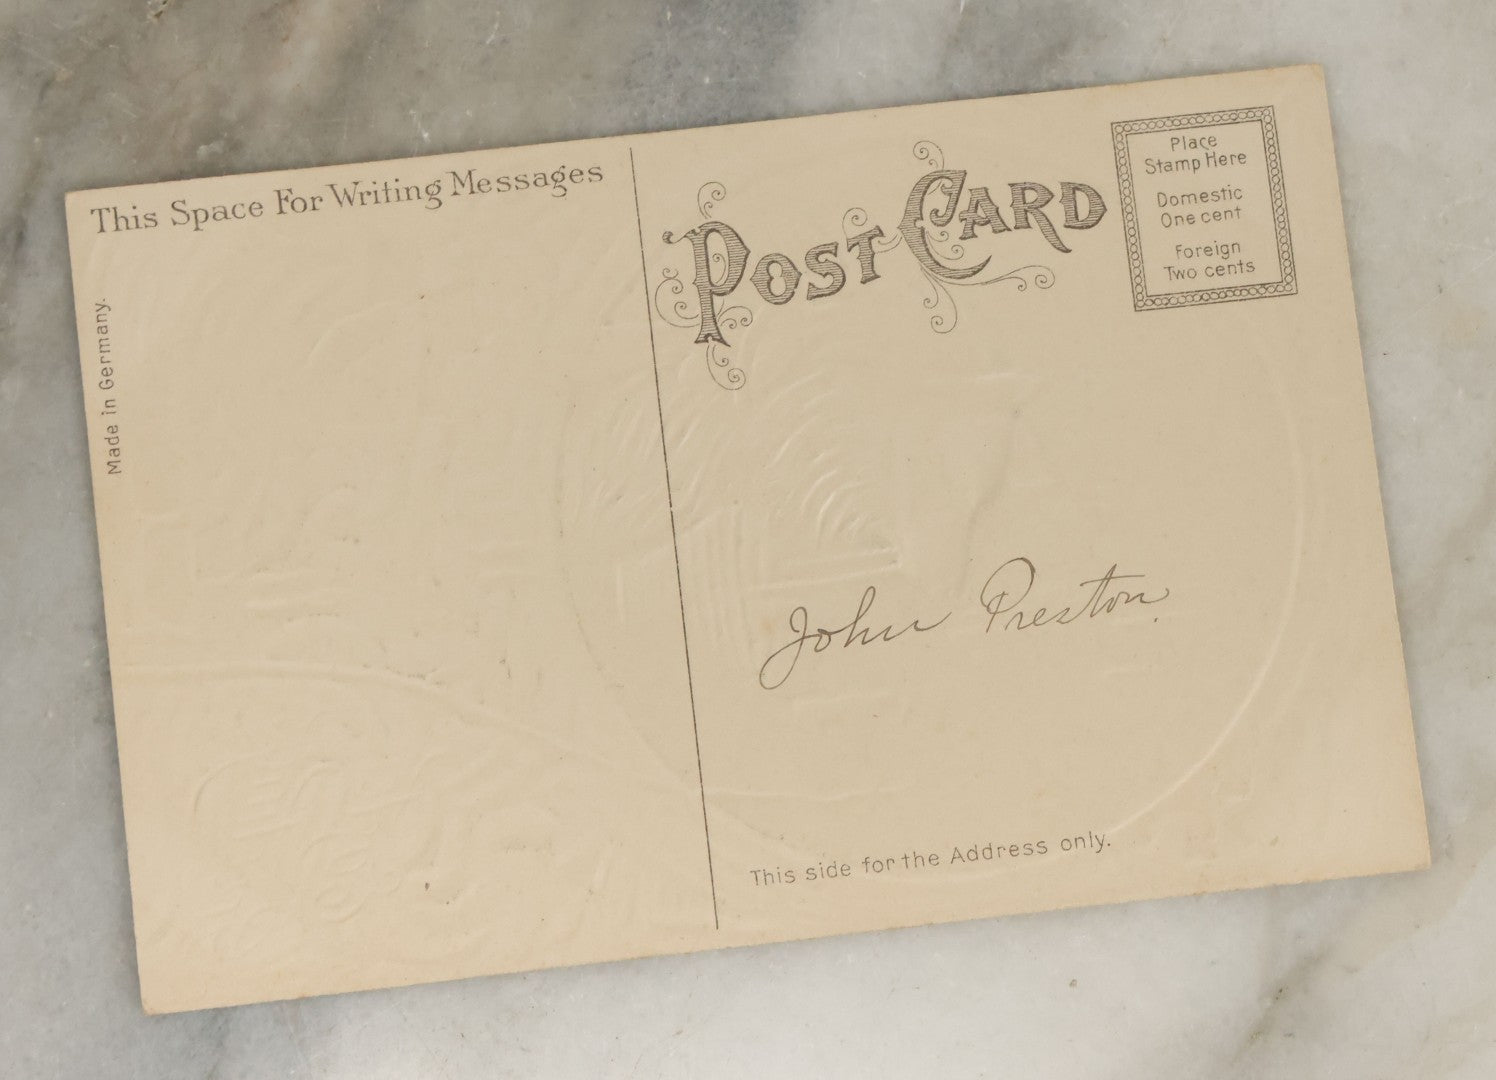 This Space For Writing Messages
Made in Germany.
POST CARD
Place
Stamp Here
Domestic
One cent
Foreign
Two cents
John Preston.
This side for the Address only.